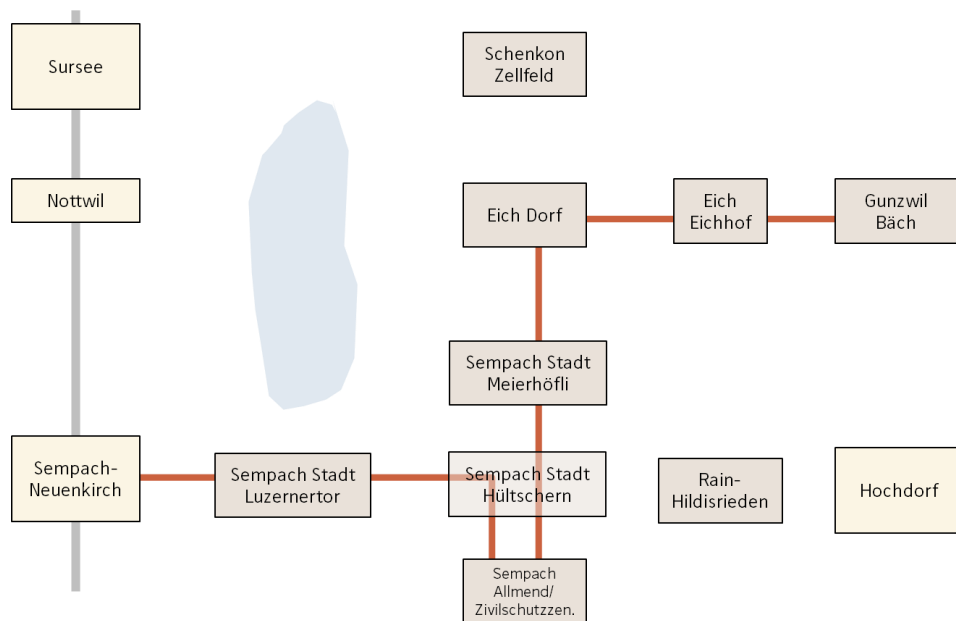 Sursee
Schenkon
Zellfeld
Nottwil
Eich Dorf
Eich
Eichhof
Gunzwil
Bäch
Sempach Stadt
Meierhöfli
Sempach-
Neuenkirch
Sempach Stadt
Luzernertor
Sempach Stadt
Hültschern
Rain-
Hildisrieden
Hochdorf
Sempach
Allmend/
Zivilschutzzen.